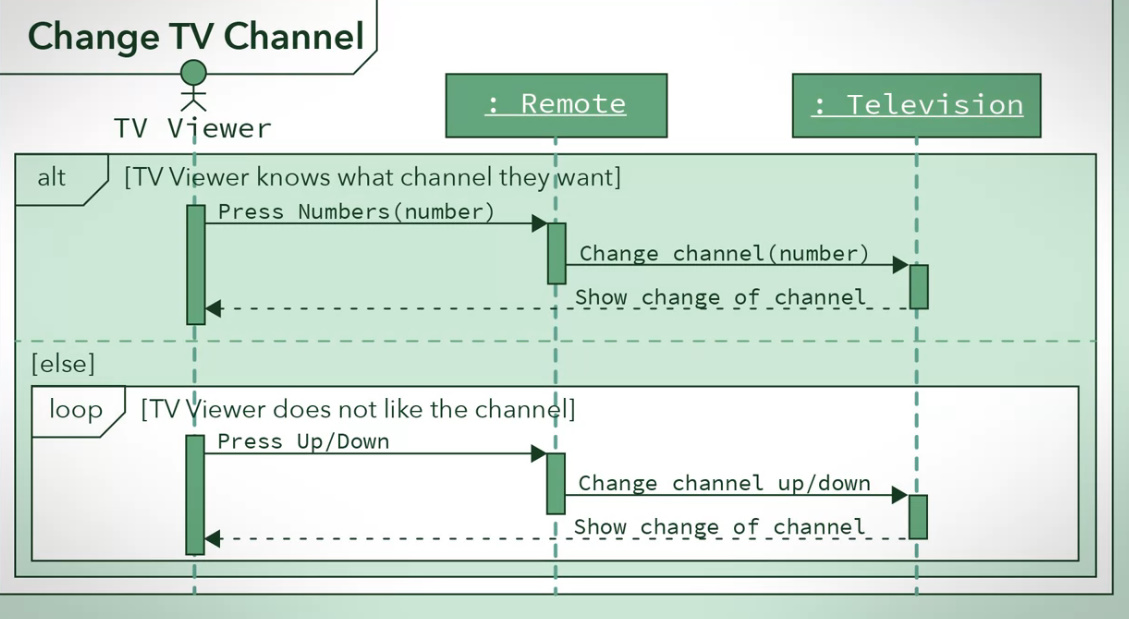 Change TV Channel
: Remote
: Television
TV Viewer
alt
[TV Viewer knows what channel they want]
Press Numbers(number)
Change channel(number)
Show change of channel
[else]
loop
[TV Viewer does not like the channel]
Press Up/Down
Change channel up/down
Show change of channel